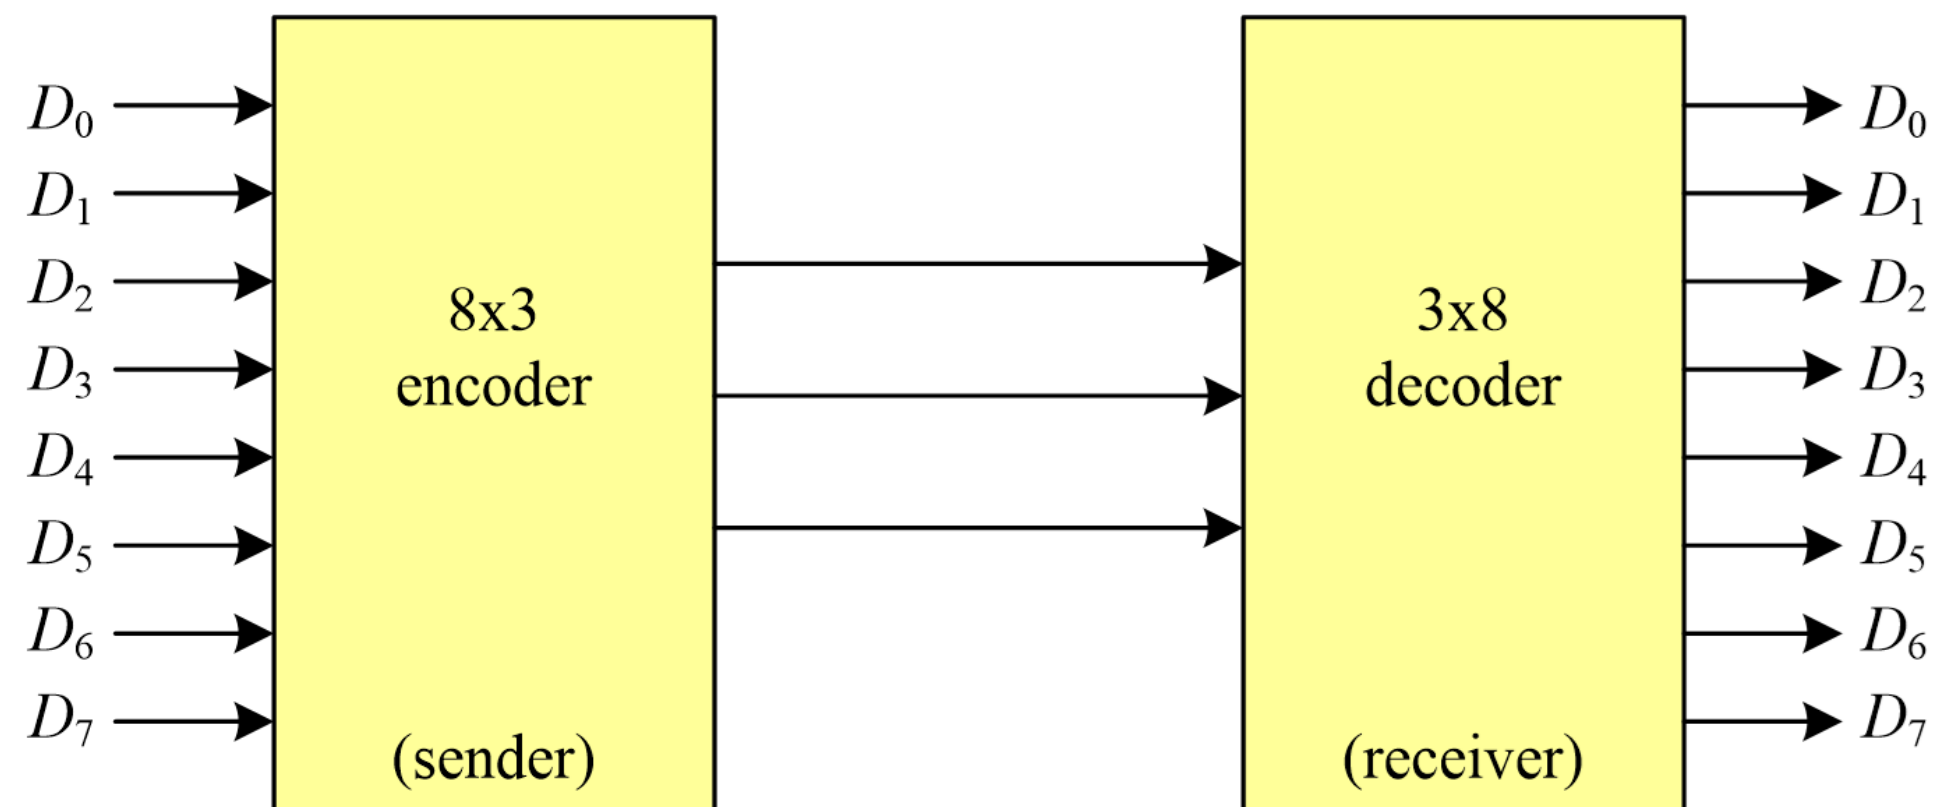 D0
D1
D2
D3
D4
D5
D6
D7
8x3
encoder
(sender)
3x8
decoder
(receiver)
D0
D1
D2
D3
D4
D5
D6
D7